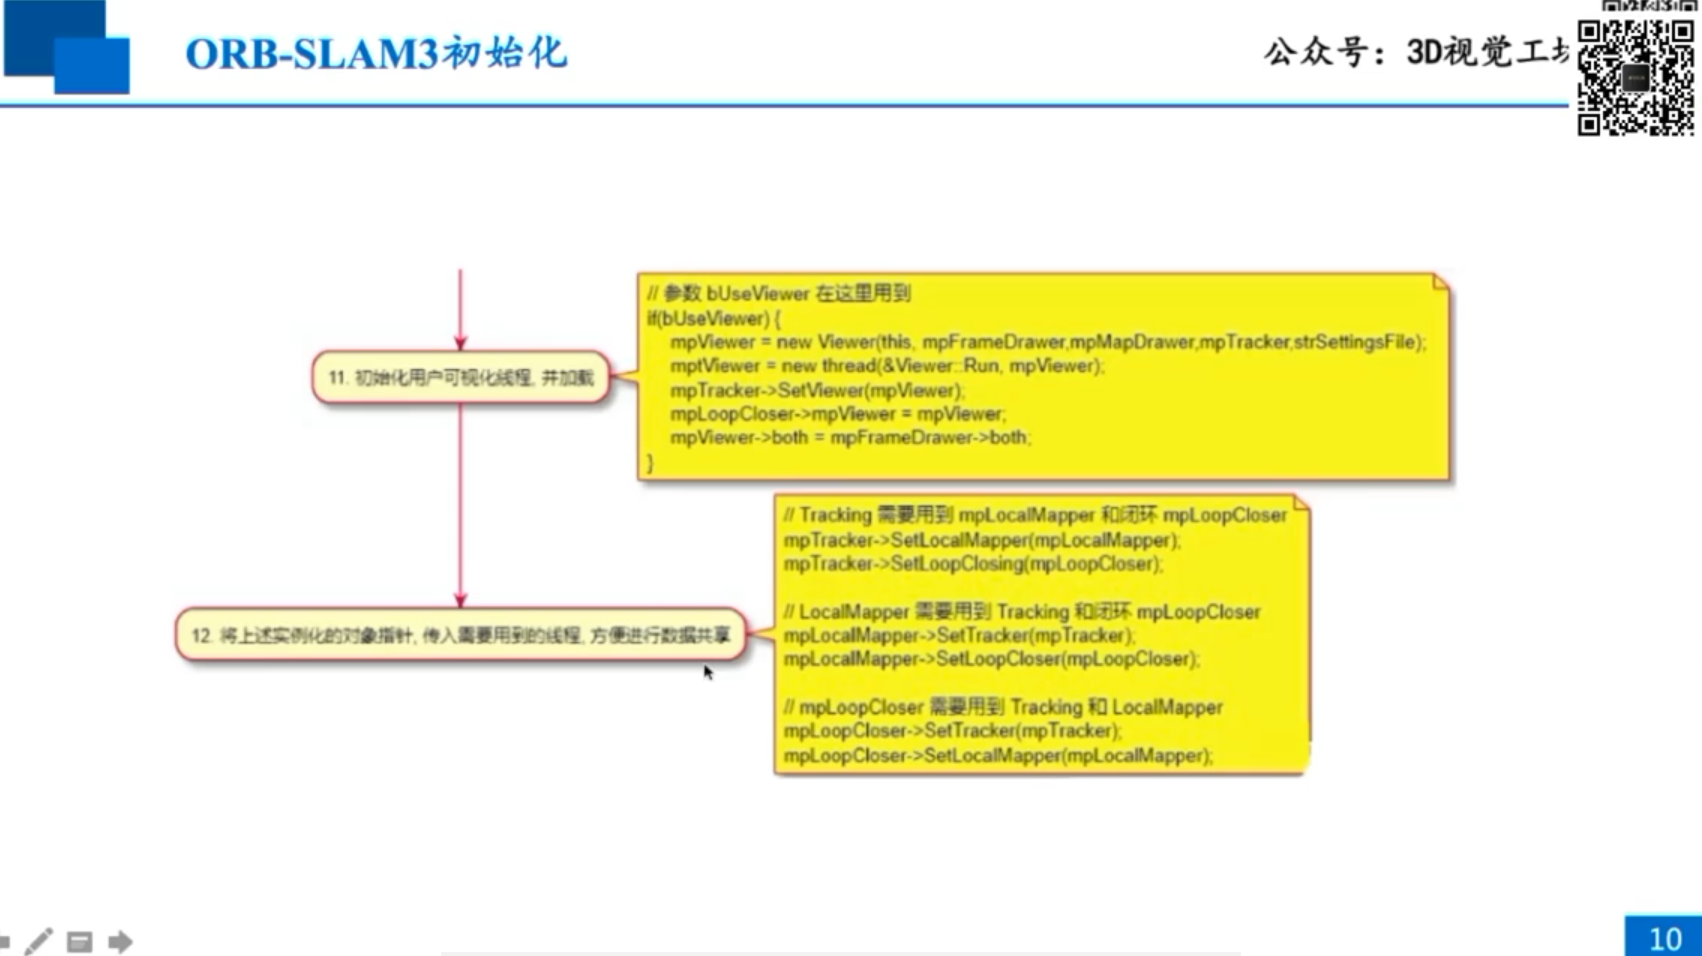 ORB-SLAM3初始化
公众号：3D视觉工
// 参数 bUseViewer 在这里用到
if(bUseViewer) {
mpViewer = new Viewer(this, mpFrameDrawer,mpMapDrawer,mpTracker,strSettingsFile);
mptViewer = new thread(&Viewer::Run, mpViewer);
mpTracker->SetViewer(mpViewer);
mpLoopCloser->mpViewer = mpViewer;
mpViewer->both = mpFrameDrawer->both;
}
11. 初始化用户可视化线程, 并加载
// Tracking 需要用到 mpLocalMapper 和闭环 mpLoopCloser
mpTracker->SetLocalMapper(mpLocalMapper);
mpTracker->SetLoopClosing(mpLoopCloser);
// LocalMapper 需要用到 Tracking 和闭环 mpLoopCloser
mpLocalMapper->SetTracker(mpTracker);
mpLocalMapper->SetLoopCloser(mpLoopCloser);
// mpLoopCloser 需要用到 Tracking 和 LocalMapper
mpLoopCloser->SetTracker(mpTracker);
mpLoopCloser->SetLocalMapper(mpLocalMapper);
12. 将上述实例化的对象指针, 传入需要用到的线程, 方便进行数据共享
10